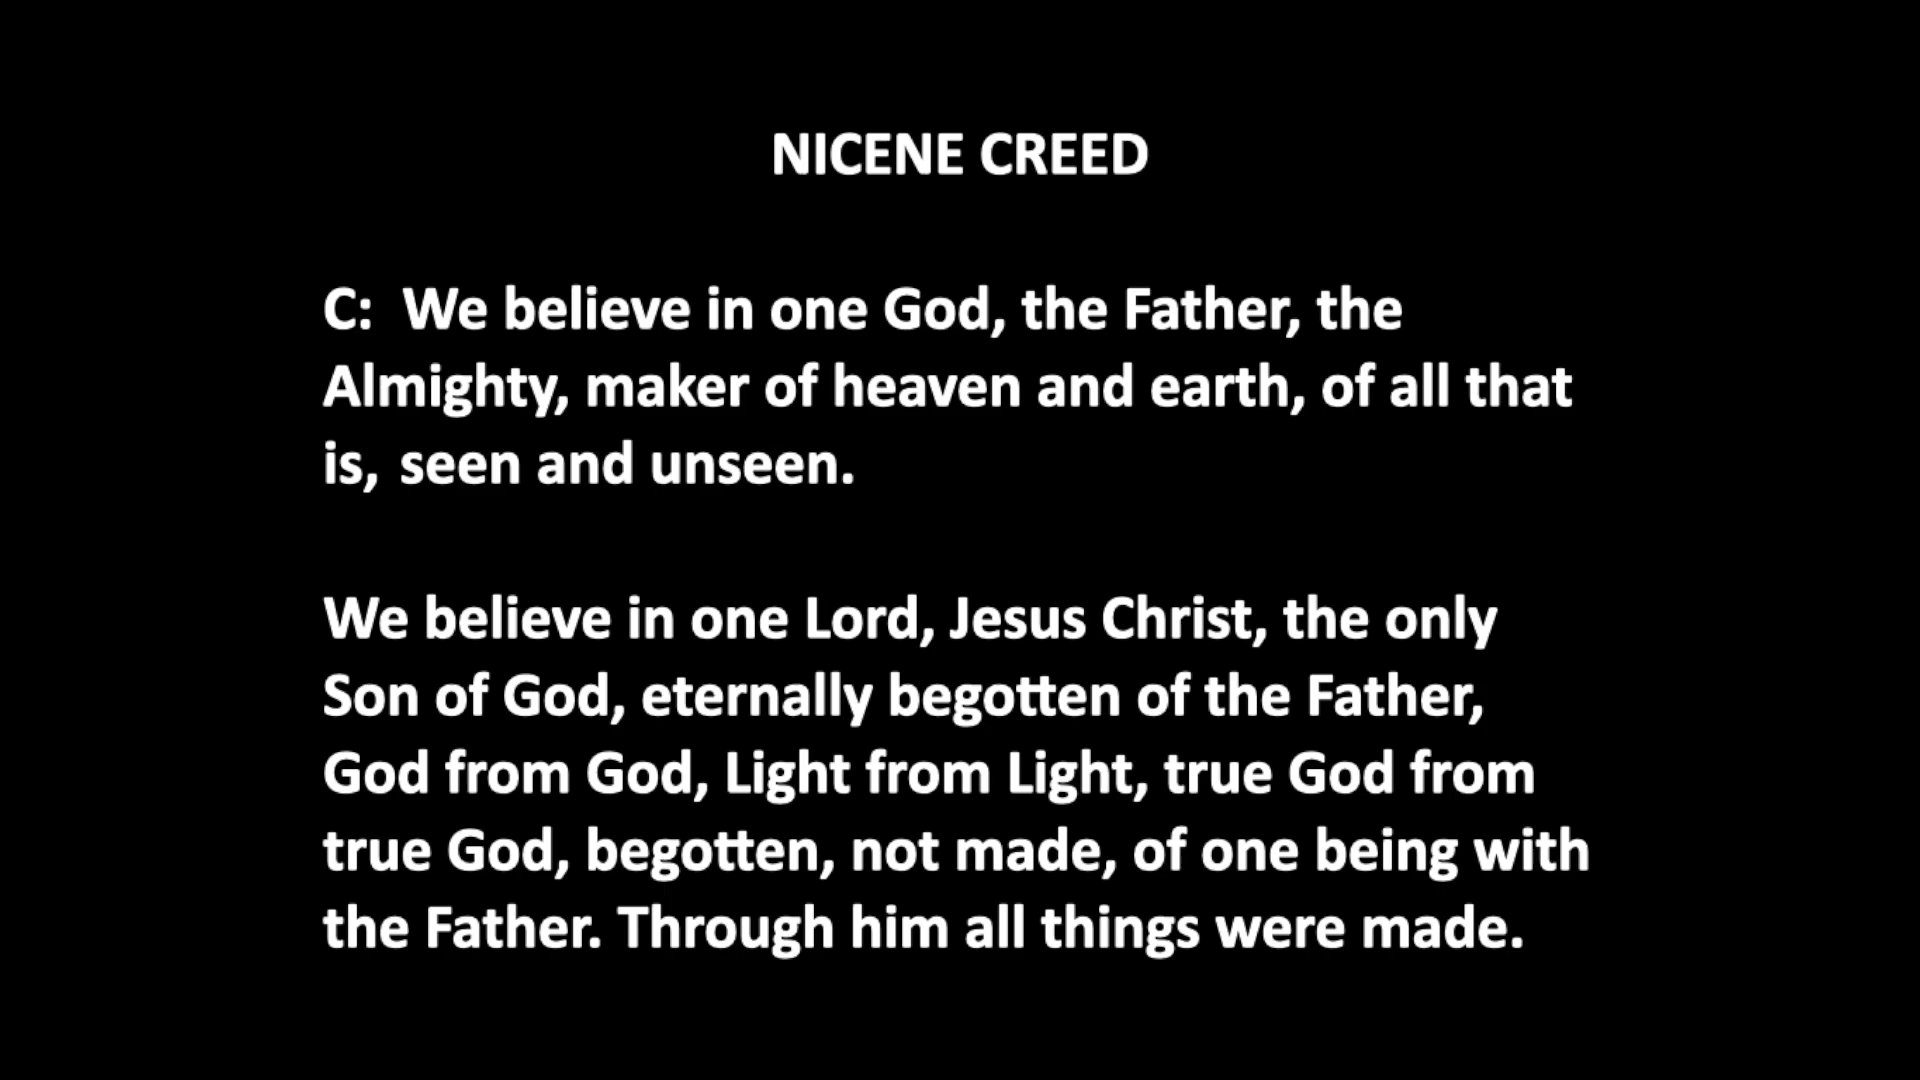 NICENE CREED
C: We believe in one God, the Father, the
Almighty, maker of heaven and earth, of all that
is, seen and unseen.
We believe in one Lord, Jesus Christ, the only
Son of God, eternally begotten of the Father,
God from God, Light from Light, true God from
true God, begotten, not made, of one being with
the Father. Through him all things were made.